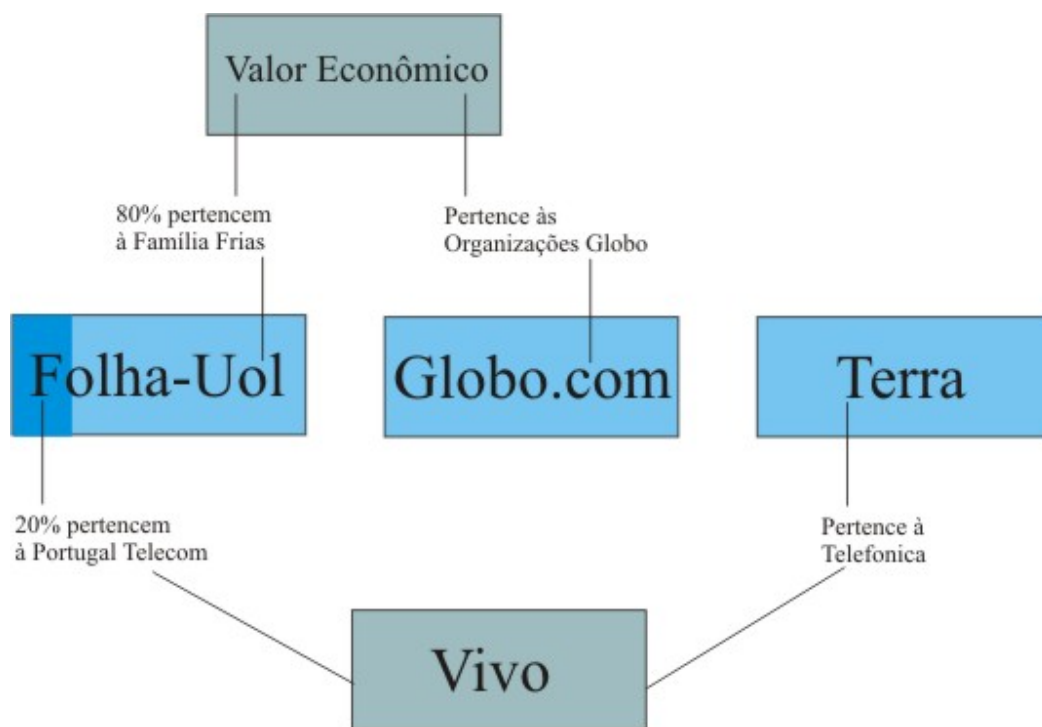 Valor Econômico
80% pertencem
à Família Frias
Pertence às
Organizações Globo
Folha-Uol
Globo.com
Terra
20% pertencem
à Portugal Telecom
Pertence à
Telefonica
Vivo